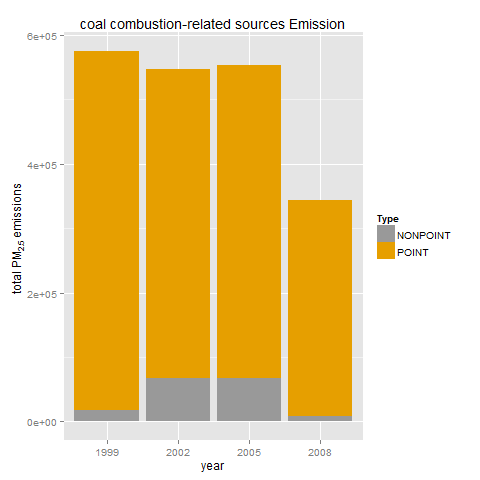 coal combustion-related sources Emission
total PM₂₅ emissions
6e+05
4e+05
2e+05
0e+00
1999 2002 2005 2008
year
Type
NONPOINT
POINT